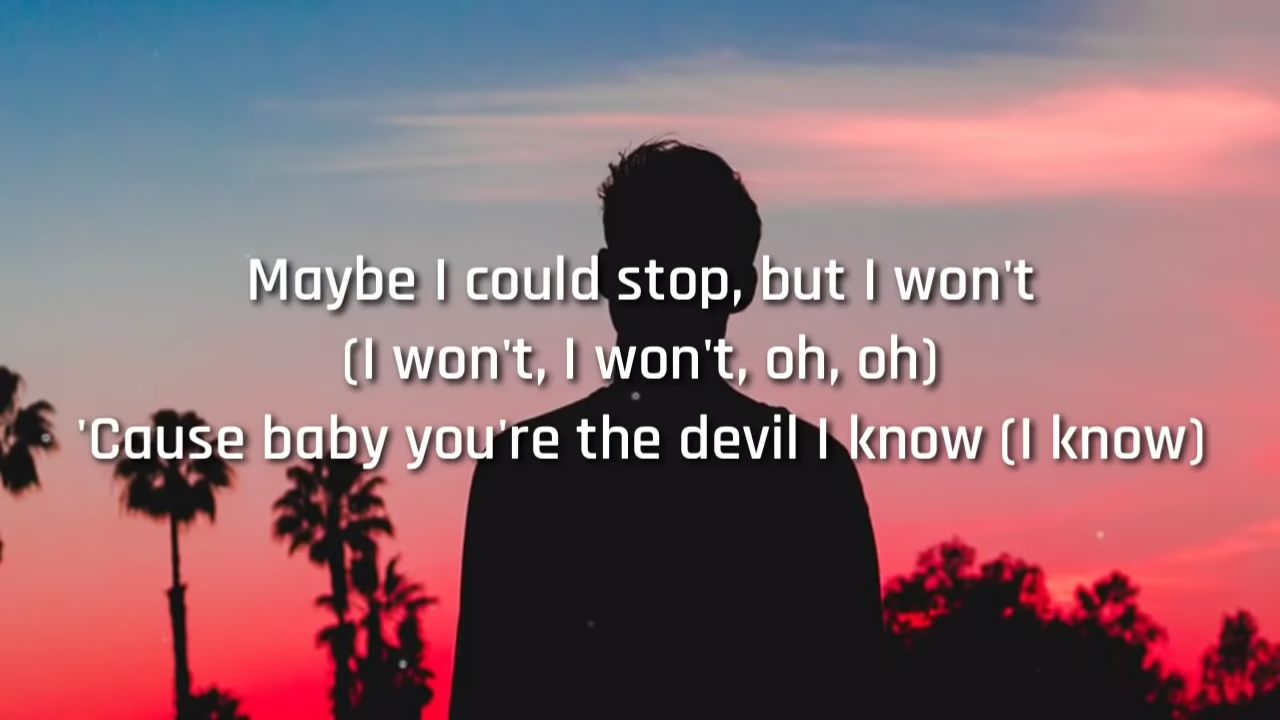 Maybe I could stop, but I won't
(I won't, I won't, oh, oh)
'Cause baby you're the devil I know (I know)